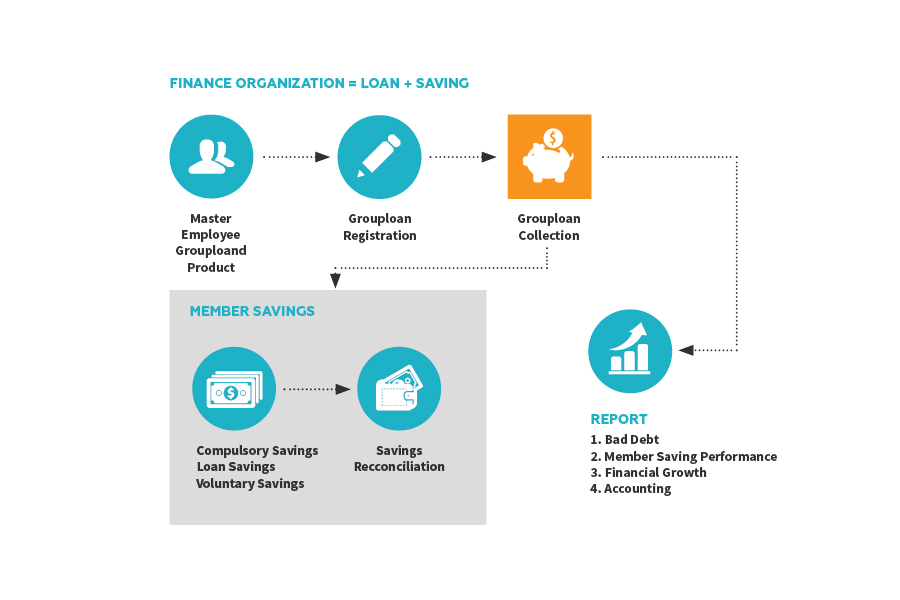 FINANCE ORGANIZATION = LOAN + SAVING
Master
Employee
Grouploand
Product
Grouploan
Registration
Grouploan
Collection
MEMBER SAVINGS
Compulsory Savings
Loan Savings
Voluntary Savings
Savings
Recconciliation
REPORT
1. Bad Debt
2. Member Saving Performance
3. Financial Growth
4. Accounting